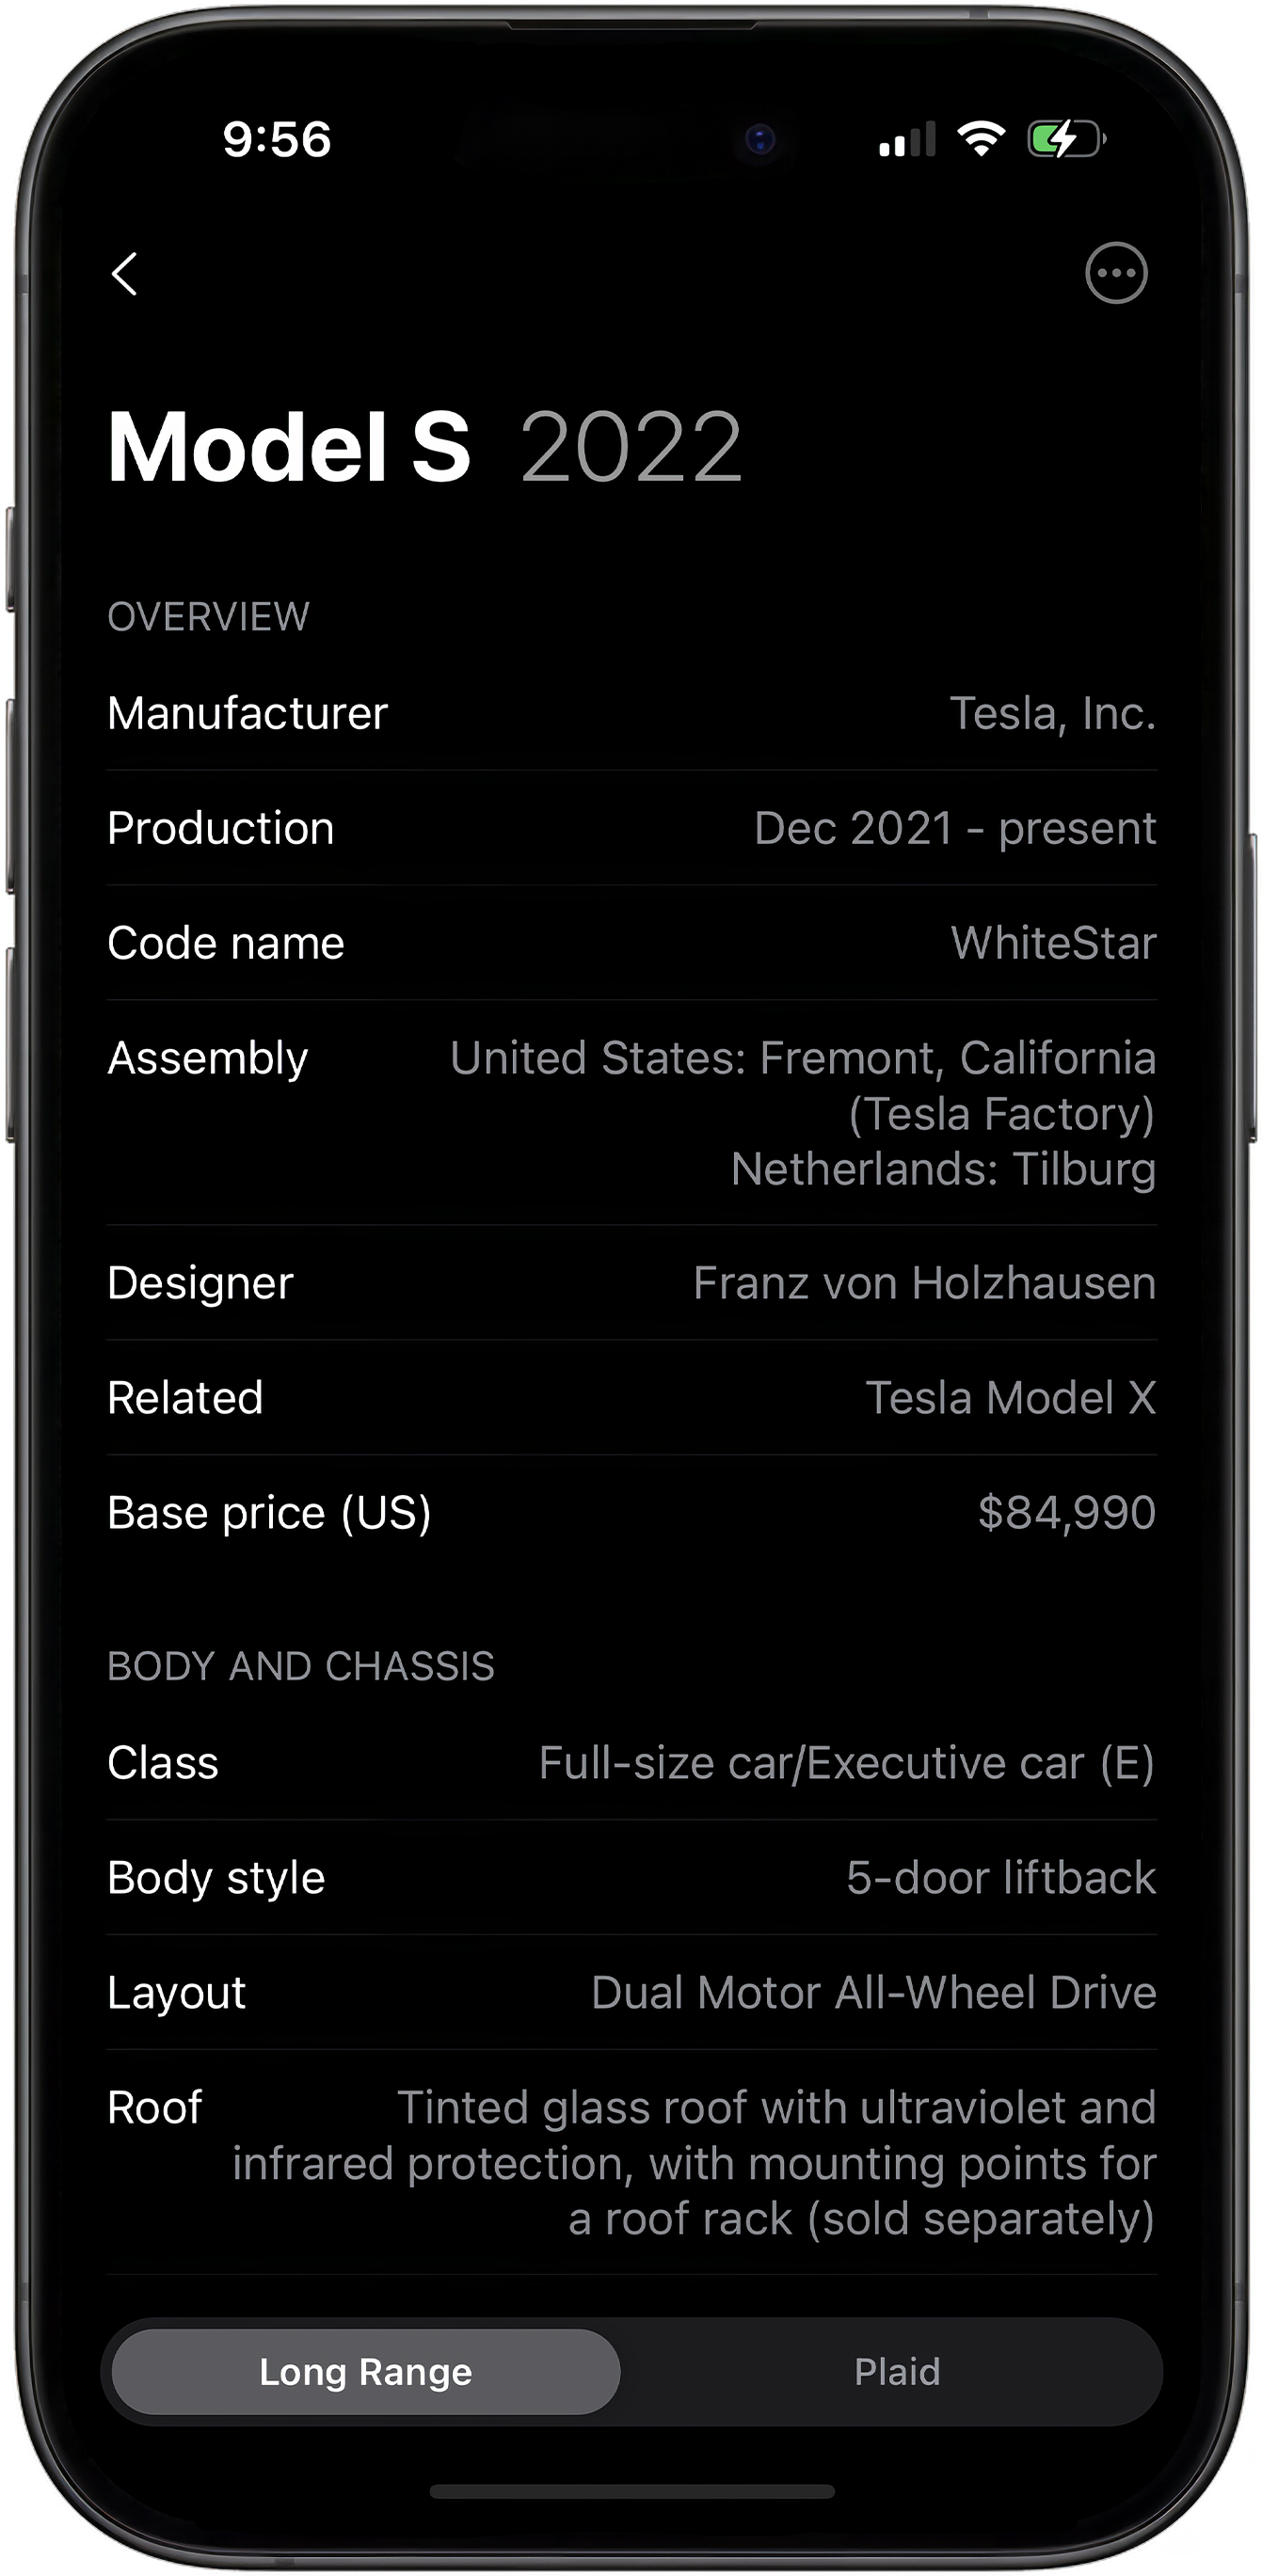 9:56
Model S 2022
OVERVIEW
Manufacturer Tesla, Inc.
Production Dec 2021 - present
Code name WhiteStar
Assembly United States: Fremont, California
(Tesla Factory)
Netherlands: Tilburg
Designer Franz von Holzhausen
Related Tesla Model X
Base price (US) $84,990
BODY AND CHASSIS
Class Full-size car/Executive car (E)
Body style 5-door liftback
Layout Dual Motor All-Wheel Drive
Roof Tinted glass roof with ultraviolet and
infrared protection, with mounting points for
a roof rack (sold separately)
Long Range Plaid